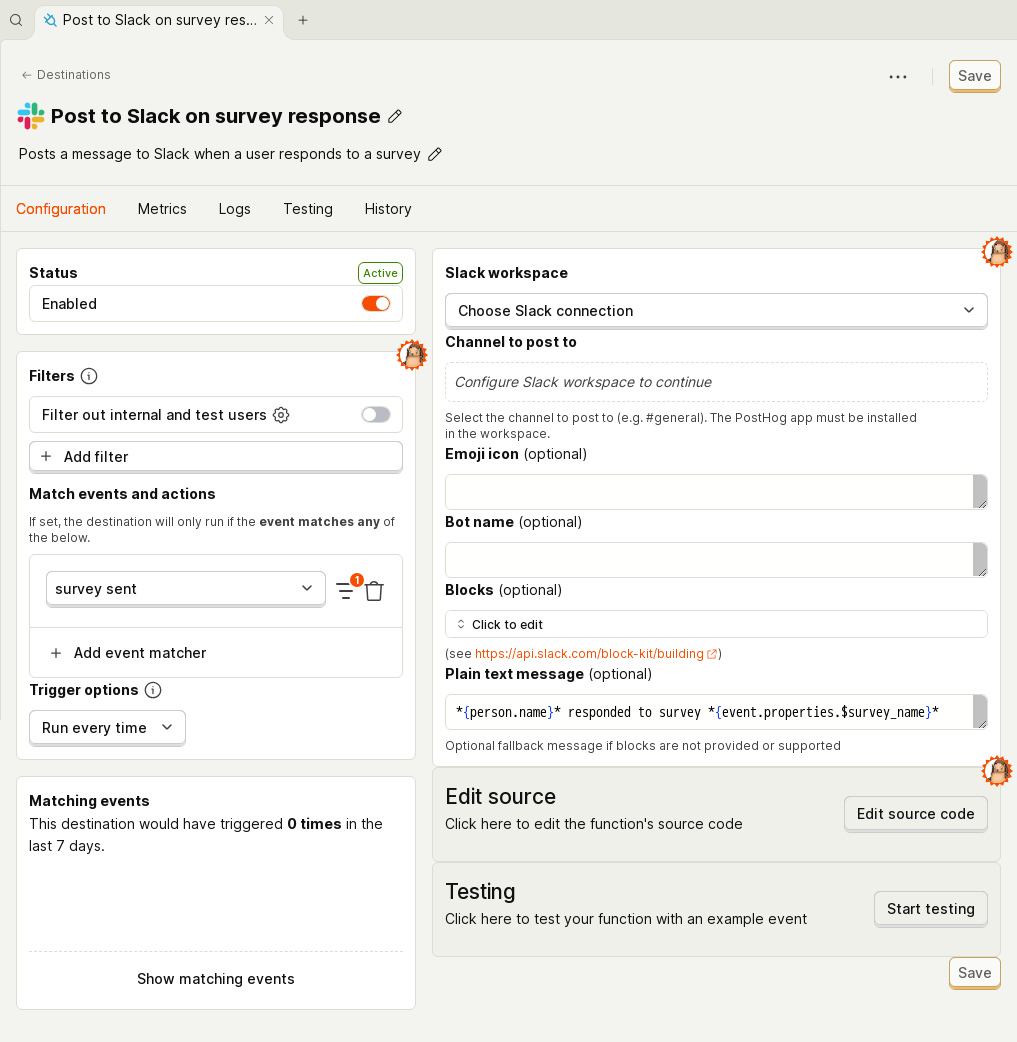 Post to Slack on survey res...
Destinations
Save
Post to Slack on survey response
Posts a message to Slack when a user responds to a survey
Configuration
Metrics
Logs
Testing
History
Status
Active
Enabled
Filters
Filter out internal and test users
Add filter
Match events and actions
If set, the destination will only run if the event matches any of
the below.
survey sent
1
Add event matcher
Trigger options
Run every time
Matching events
This destination would have triggered 0 times in the
last 7 days.
Show matching events
Slack workspace
Choose Slack connection
Channel to post to
Configure Slack workspace to continue
Select the channel to post to (e.g. #general). The PostHog app must be installed
in the workspace.
Emoji icon (optional)
Bot name (optional)
Blocks (optional)
Click to edit
(see https://api.slack.com/block-kit/building)
Plain text message (optional)
*{person.name}* responded to survey *{event.properties.$survey_name}*
Optional fallback message if blocks are not provided or supported
Edit source
Click here to edit the function's source code
Edit source code
Testing
Click here to test your function with an example event
Start testing
Save